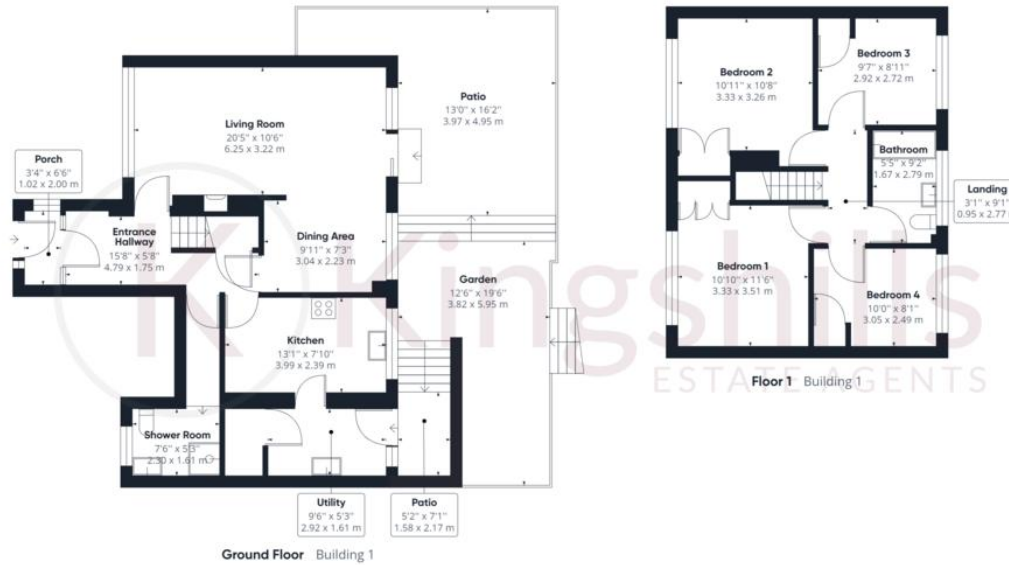 Porch
3'4" x 6'6"
1.02 x 2.00 m
Living Room
20'5" x 10'6"
6.25 x 3.22 m
Patio
13'0" x 16'2"
3.97 x 4.95 m
Entrance
Hallway
15'8" x 5'8"
4.79 x 1.75 m
Dining Area
9'11" x 7'3"
3.04 x 2.23 m
Garden
12'6" x 19'6"
3.82 x 5.95 m
Kitchen
13'1" x 7'10"
3.99 x 2.39 m
Shower Room
7'6" x 5'3"
2.30 x 1.61 m
Utility
9'6" x 5'3"
2.92 x 1.61 m
Patio
5'2" x 7'1"
1.58 x 2.17 m
Ground Floor Building 1
Bedroom 2
10'11" x 10'8"
3.33 x 3.26 m
Bedroom 3
9'7" x 8'11"
2.92 x 2.72 m
Bathroom
5'5" x 9'2"
1.67 x 2.79 m
Landing
3'1" x 9'1"
0.95 x 2.77 m
Bedroom 1
10'10" x 11'6"
3.33 x 3.51 m
Bedroom 4
10'0" x 8'1"
3.05 x 2.49 m
Floor 1 Building 1
K Kingshills
ESTATE AGENTS